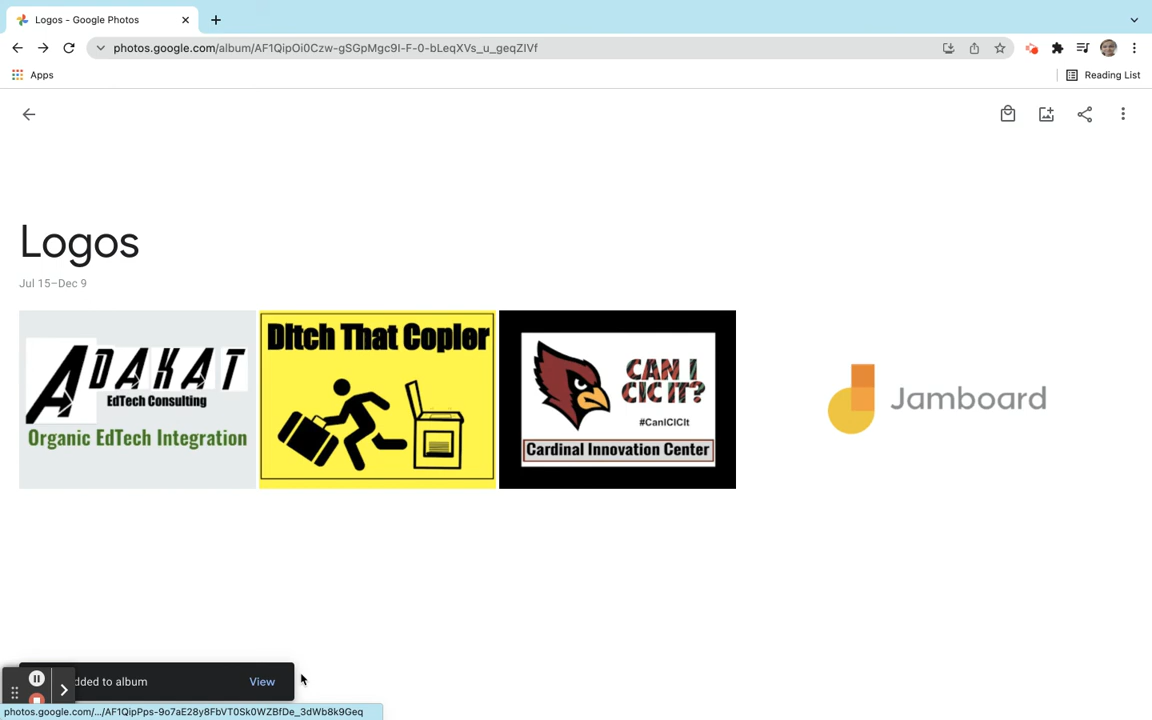 Logos - Google Photos
photos.google.com/album/AF1QipOi0Czw-gSGpMgc9I-F-0-bLeqXVs_u_geqZIVf
Apps
Reading List
Logos
Jul 15–Dec 9
ADAKAT
EdTech Consulting
Organic EdTech Integration
Ditch That Copier
CAN I
CIC IT?
#CanICICIt
Cardinal Innovation Center
Jamboard
dded to album
View
photos.google.com/.../AF1QipPps-9o7aE28y8FbVT0Sk0WZBfDe_3dWb8k9Geq